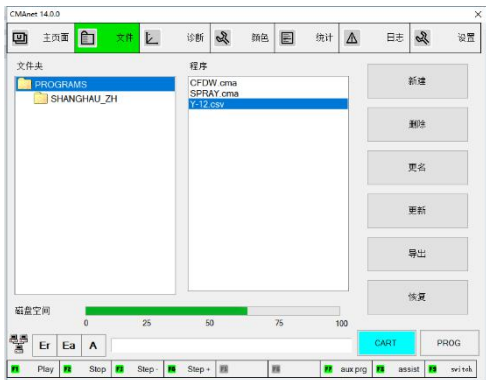 CMAnet 14.0.0
主页面 文件 诊断 颜色 统计 日志 设置
文件夹
程序
PROGRAMS
SHANGHAU_ZH
CFDW.cma
SPRAY.cma
Y-12.csv
新建
删除
更名
更新
导出
恢复
磁盘空间
0 25 50 75 100
Er Ea A
CART PROG
F1 Play F2 Stop F3 Step - F4 Step + F5 F6 F7 aux prg F8 assist F9 switch